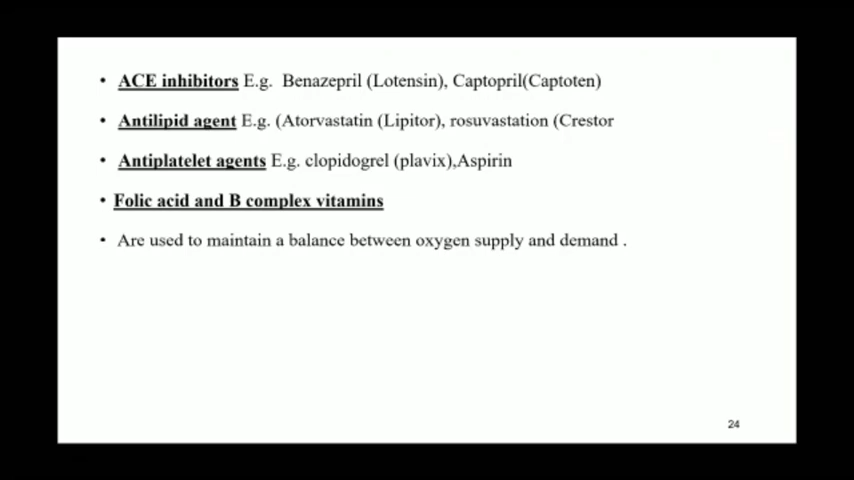 • ACE inhibitors E.g. Benazepril (Lotensin), Captopril(Captoten)
• Antilipid agent E.g. (Atorvastatin (Lipitor), rosuvastation (Crestor
• Antiplatelet agents E.g. clopidogrel (plavix),Aspirin
• Folic acid and B complex vitamins
• Are used to maintain a balance between oxygen supply and demand .
24